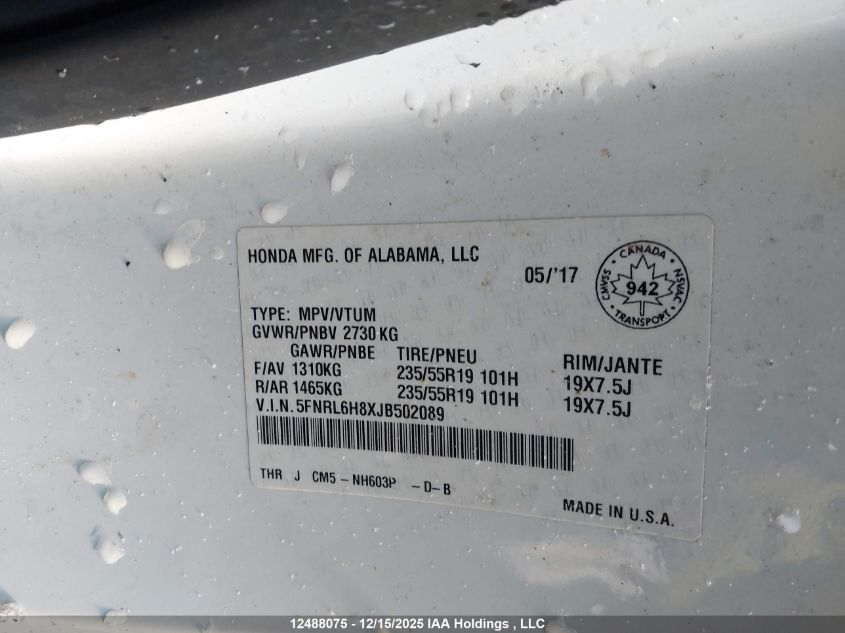 HONDA MFG. OF ALABAMA, LLC
05/'17
CANADA
CMVSS
942
NSVAC
TRANSPORT
TYPE: MPV/VTUM
GVWR/PNBV 2730 KG
GAWR/PNBE TIRE/PNEU RIM/JANTE
F/AV 1310KG 235/55R19 101H 19X7.5J
R/AR 1465KG 235/55R19 101H 19X7.5J
V.I.N. 5FNRL6H8XJB502089
THR J CM5 - NH603P -D-B
MADE IN U.S.A.
12488075 - 12/15/2025 IAA Holdings , LLC